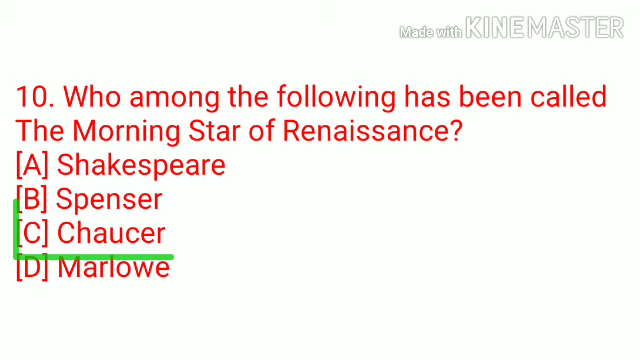 Made with KINEMASTER
10. Who among the following has been called
The Morning Star of Renaissance?
[A] Shakespeare
[B] Spenser
[C] Chaucer
[D] Marlowe